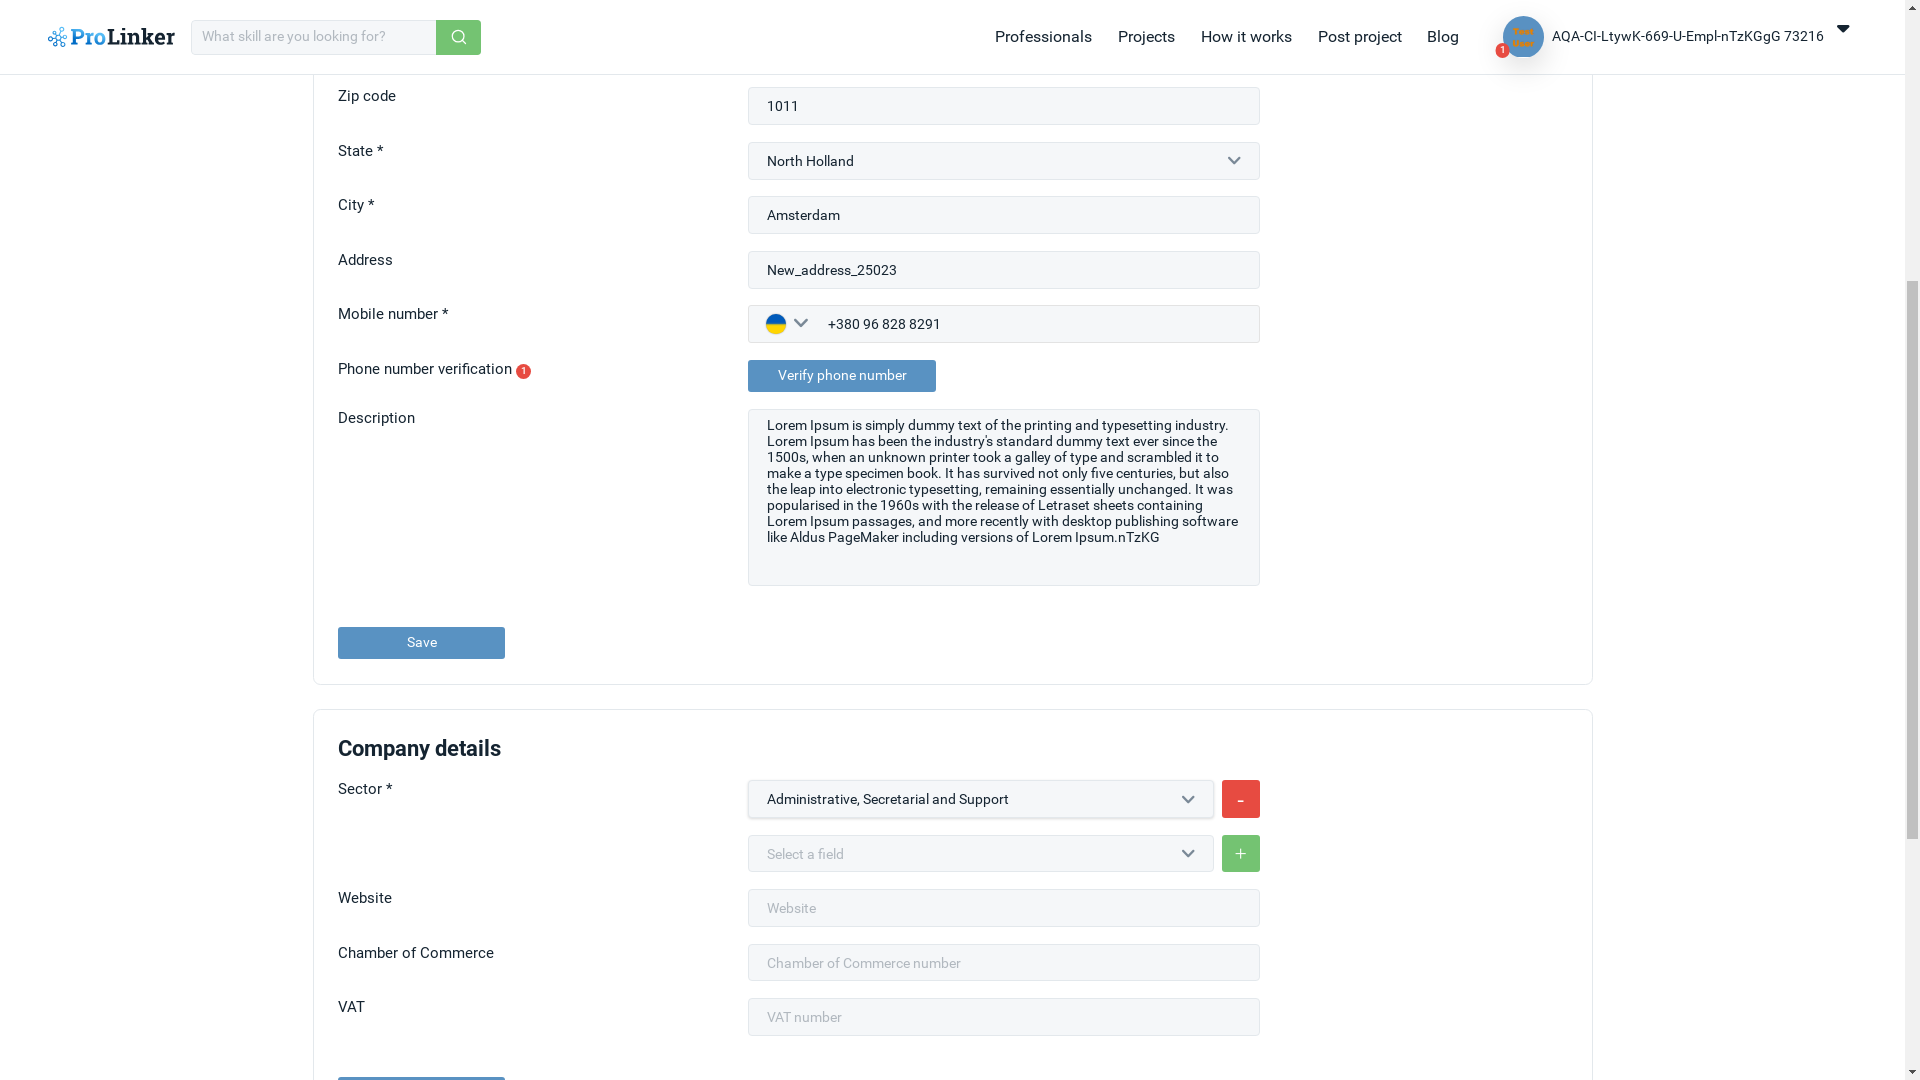 ProLinker
What skill are you looking for?
Professionals
Projects
How it works
Post project
Blog
Test
User
1
AQA-CI-LtywK-669-U-Empl-nTzKGgG 73216
Zip code
1011
State *
North Holland
City *
Amsterdam
Address
New_address_25023
Mobile number *
+380 96 828 8291
Phone number verification 1
Verify phone number
Description
Lorem Ipsum is simply dummy text of the printing and typesetting industry.
Lorem Ipsum has been the industry's standard dummy text ever since the
1500s, when an unknown printer took a galley of type and scrambled it to
make a type specimen book. It has survived not only five centuries, but also
the leap into electronic typesetting, remaining essentially unchanged. It was
popularised in the 1960s with the release of Letraset sheets containing
Lorem Ipsum passages, and more recently with desktop publishing software
like Aldus PageMaker including versions of Lorem Ipsum.nTzKG
Save
Company details
Sector *
Administrative, Secretarial and Support
-
Select a field
+
Website
Website
Chamber of Commerce
Chamber of Commerce number
VAT
VAT number